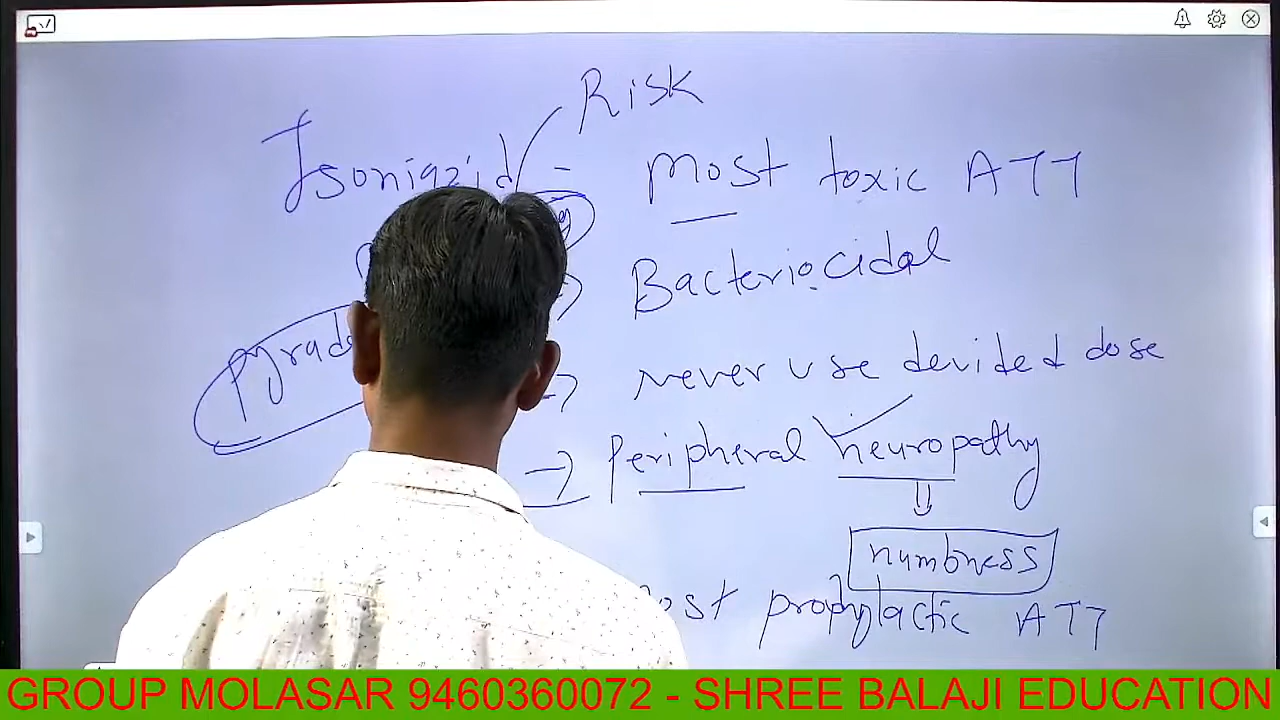 Risk
Isoniazid - most toxic ATT
Bacteriocidal
never use devided dose
Peripheral neuropathy
numbness
prophylactic ATT
GROUP MOLASAR 9460360072 - SHREE BALAJI EDUCATION